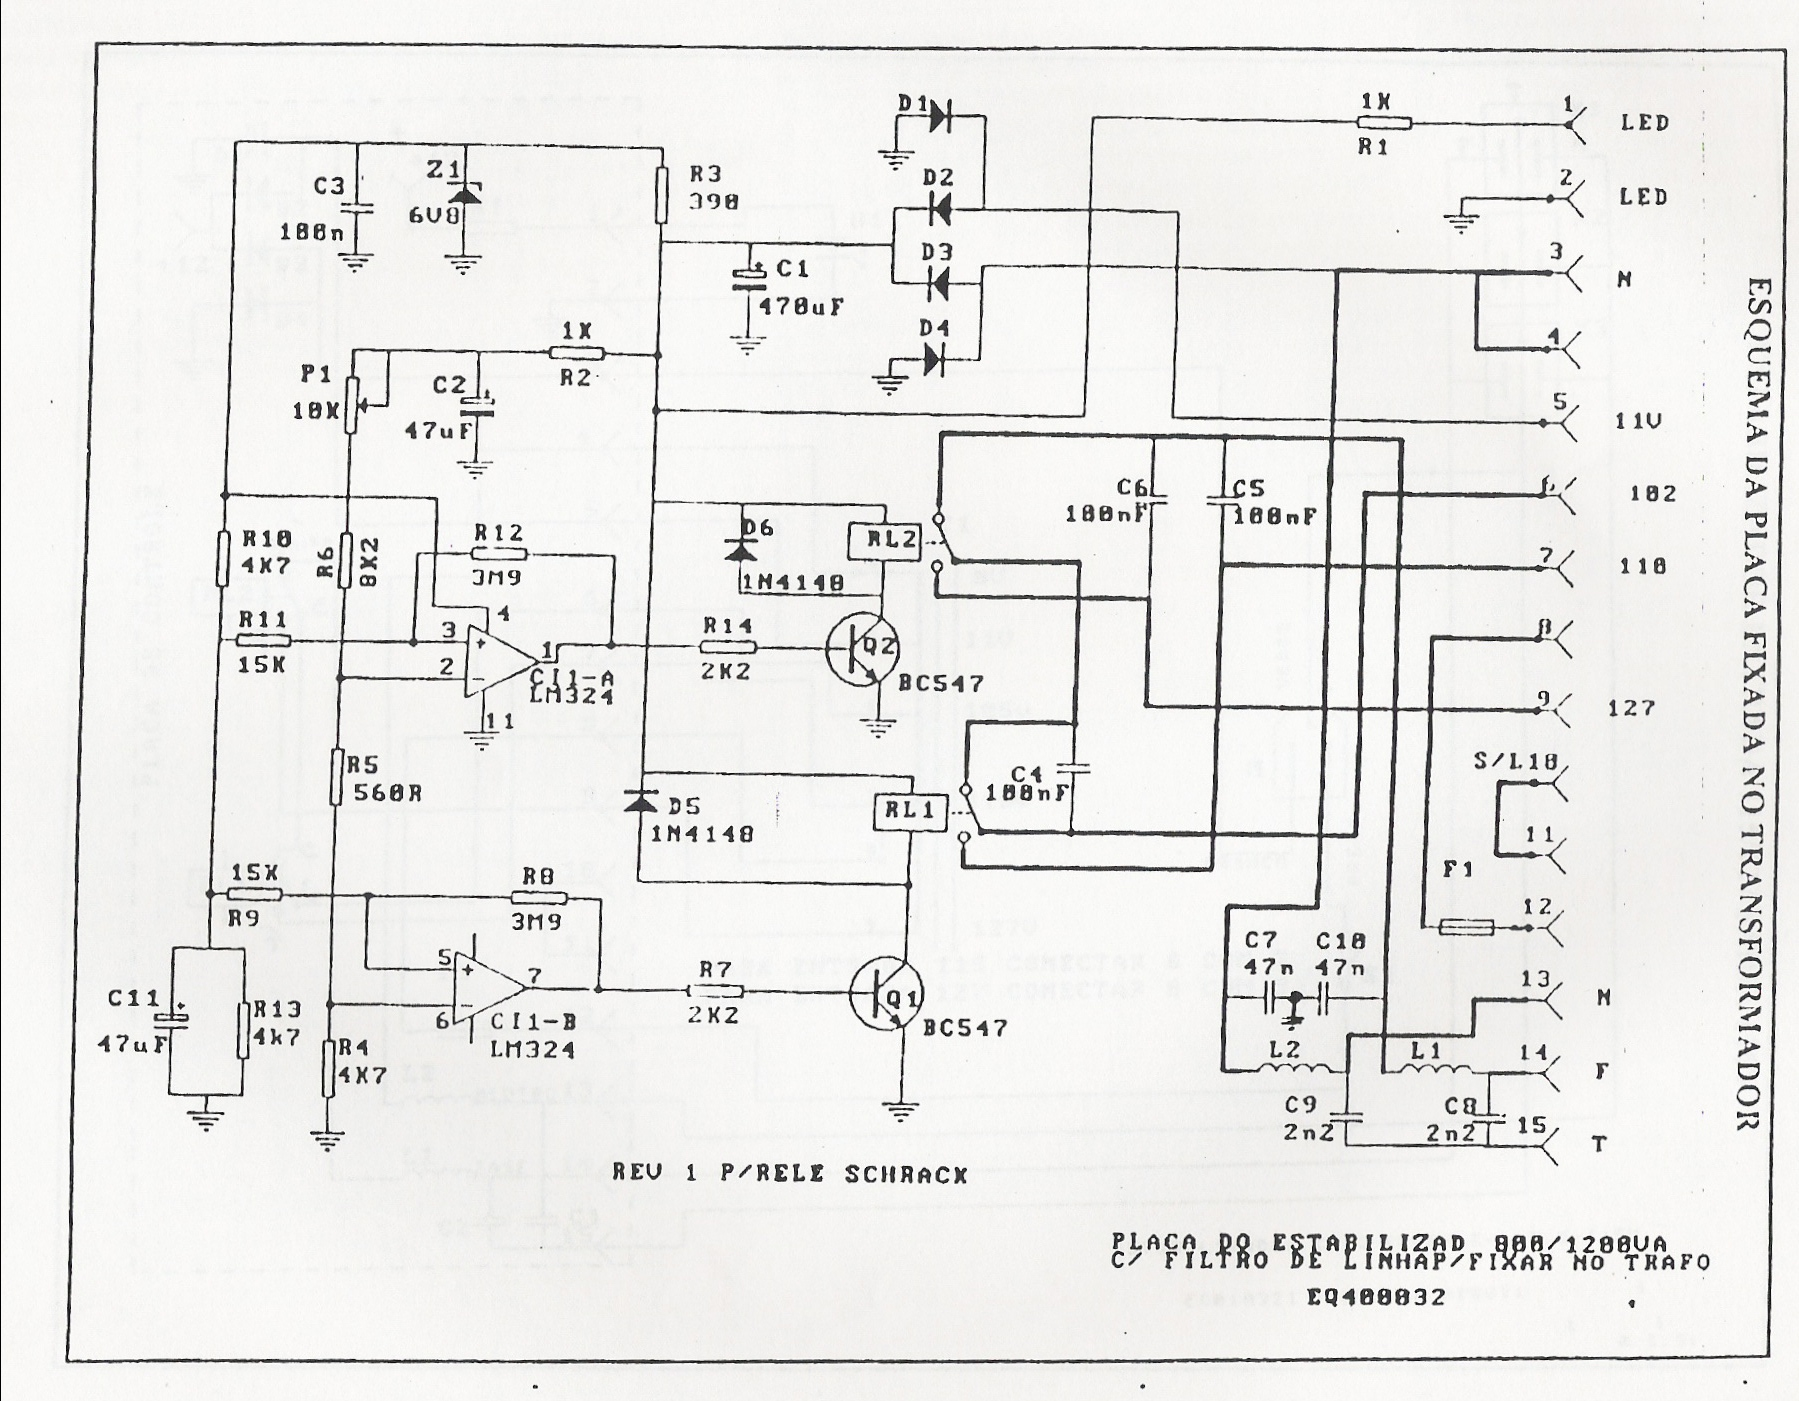 D1
1K
R1
1
LED
2
LED
C3
100n
Z1
6V8
R3
390
D2
D3
C1
470uF
D4
3
N
4
5
11V
P1
10K
C2
47uF
1K
R2
6
102
C6
100nF
C5
100nF
7
110
R10
4K7
R6
8K2
R12
3M9
D6
1N4148
RL2
R11
15K
3
4
2
1
11
CI1-A
LM324
R14
2K2
Q2
BC547
8
9
127
R5
560R
D5
1N4148
RL1
C4
100nF
S/L10
11
F1
12
15K
R9
R8
3M9
5
6
7
CI1-B
LM324
R7
2K2
Q1
BC547
C7
47n
C10
47n
13
N
C11
47uF
R13
4k7
R4
4K7
L2
L1
14
F
C9
2n2
C8
2n2
15
T
REV 1 P/RELE SCHRACK
PLACA DO ESTABILIZAD 800/1200VA
C/ FILTRO DE LINHAP/FIXAR NO TRAFO
EQ400032
ESQUEMA DA PLACA FIXADA NO TRANSFORMADOR